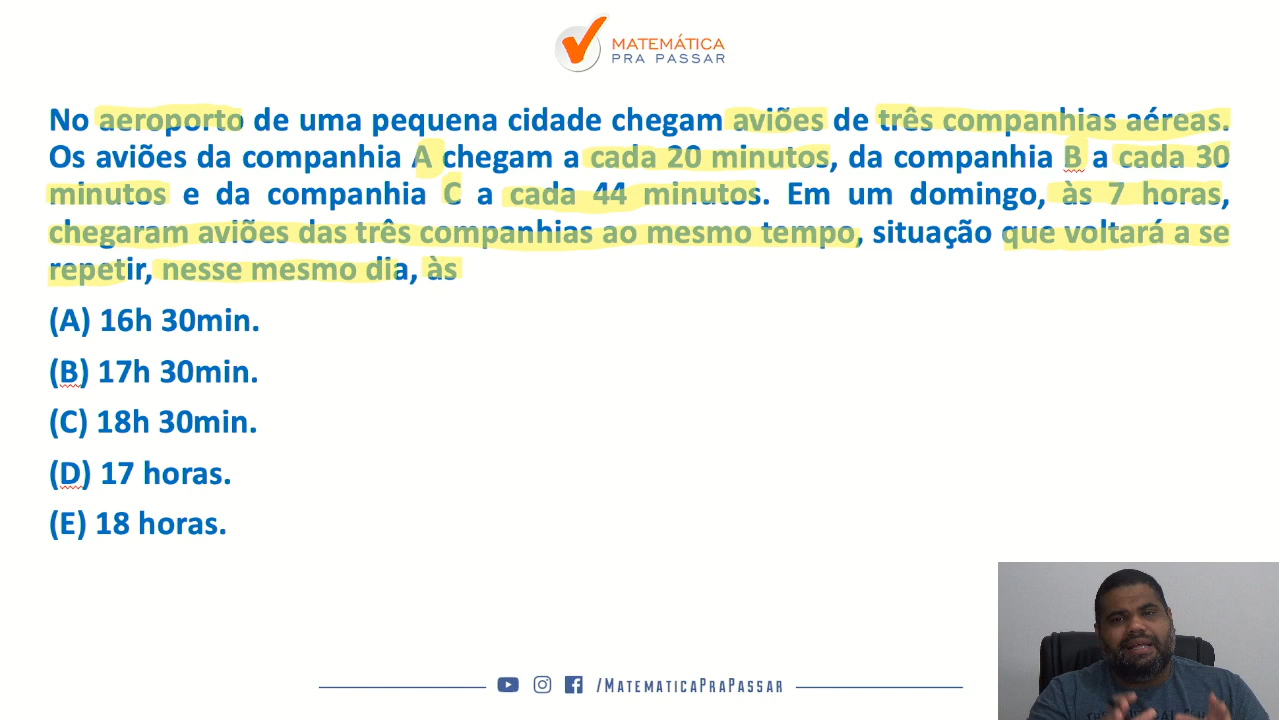 MATEMÁTICA
PRA PASSAR
No aeroporto de uma pequena cidade chegam aviões de três companhias aéreas.
Os aviões da companhia A chegam a cada 20 minutos, da companhia B a cada 30
minutos e da companhia C a cada 44 minutos. Em um domingo, às 7 horas,
chegaram aviões das três companhias ao mesmo tempo, situação que voltará a se
repetir, nesse mesmo dia, às
(A) 16h 30min.
(B) 17h 30min.
(C) 18h 30min.
(D) 17 horas.
(E) 18 horas.
/MATEMATICAPRAPASSAR